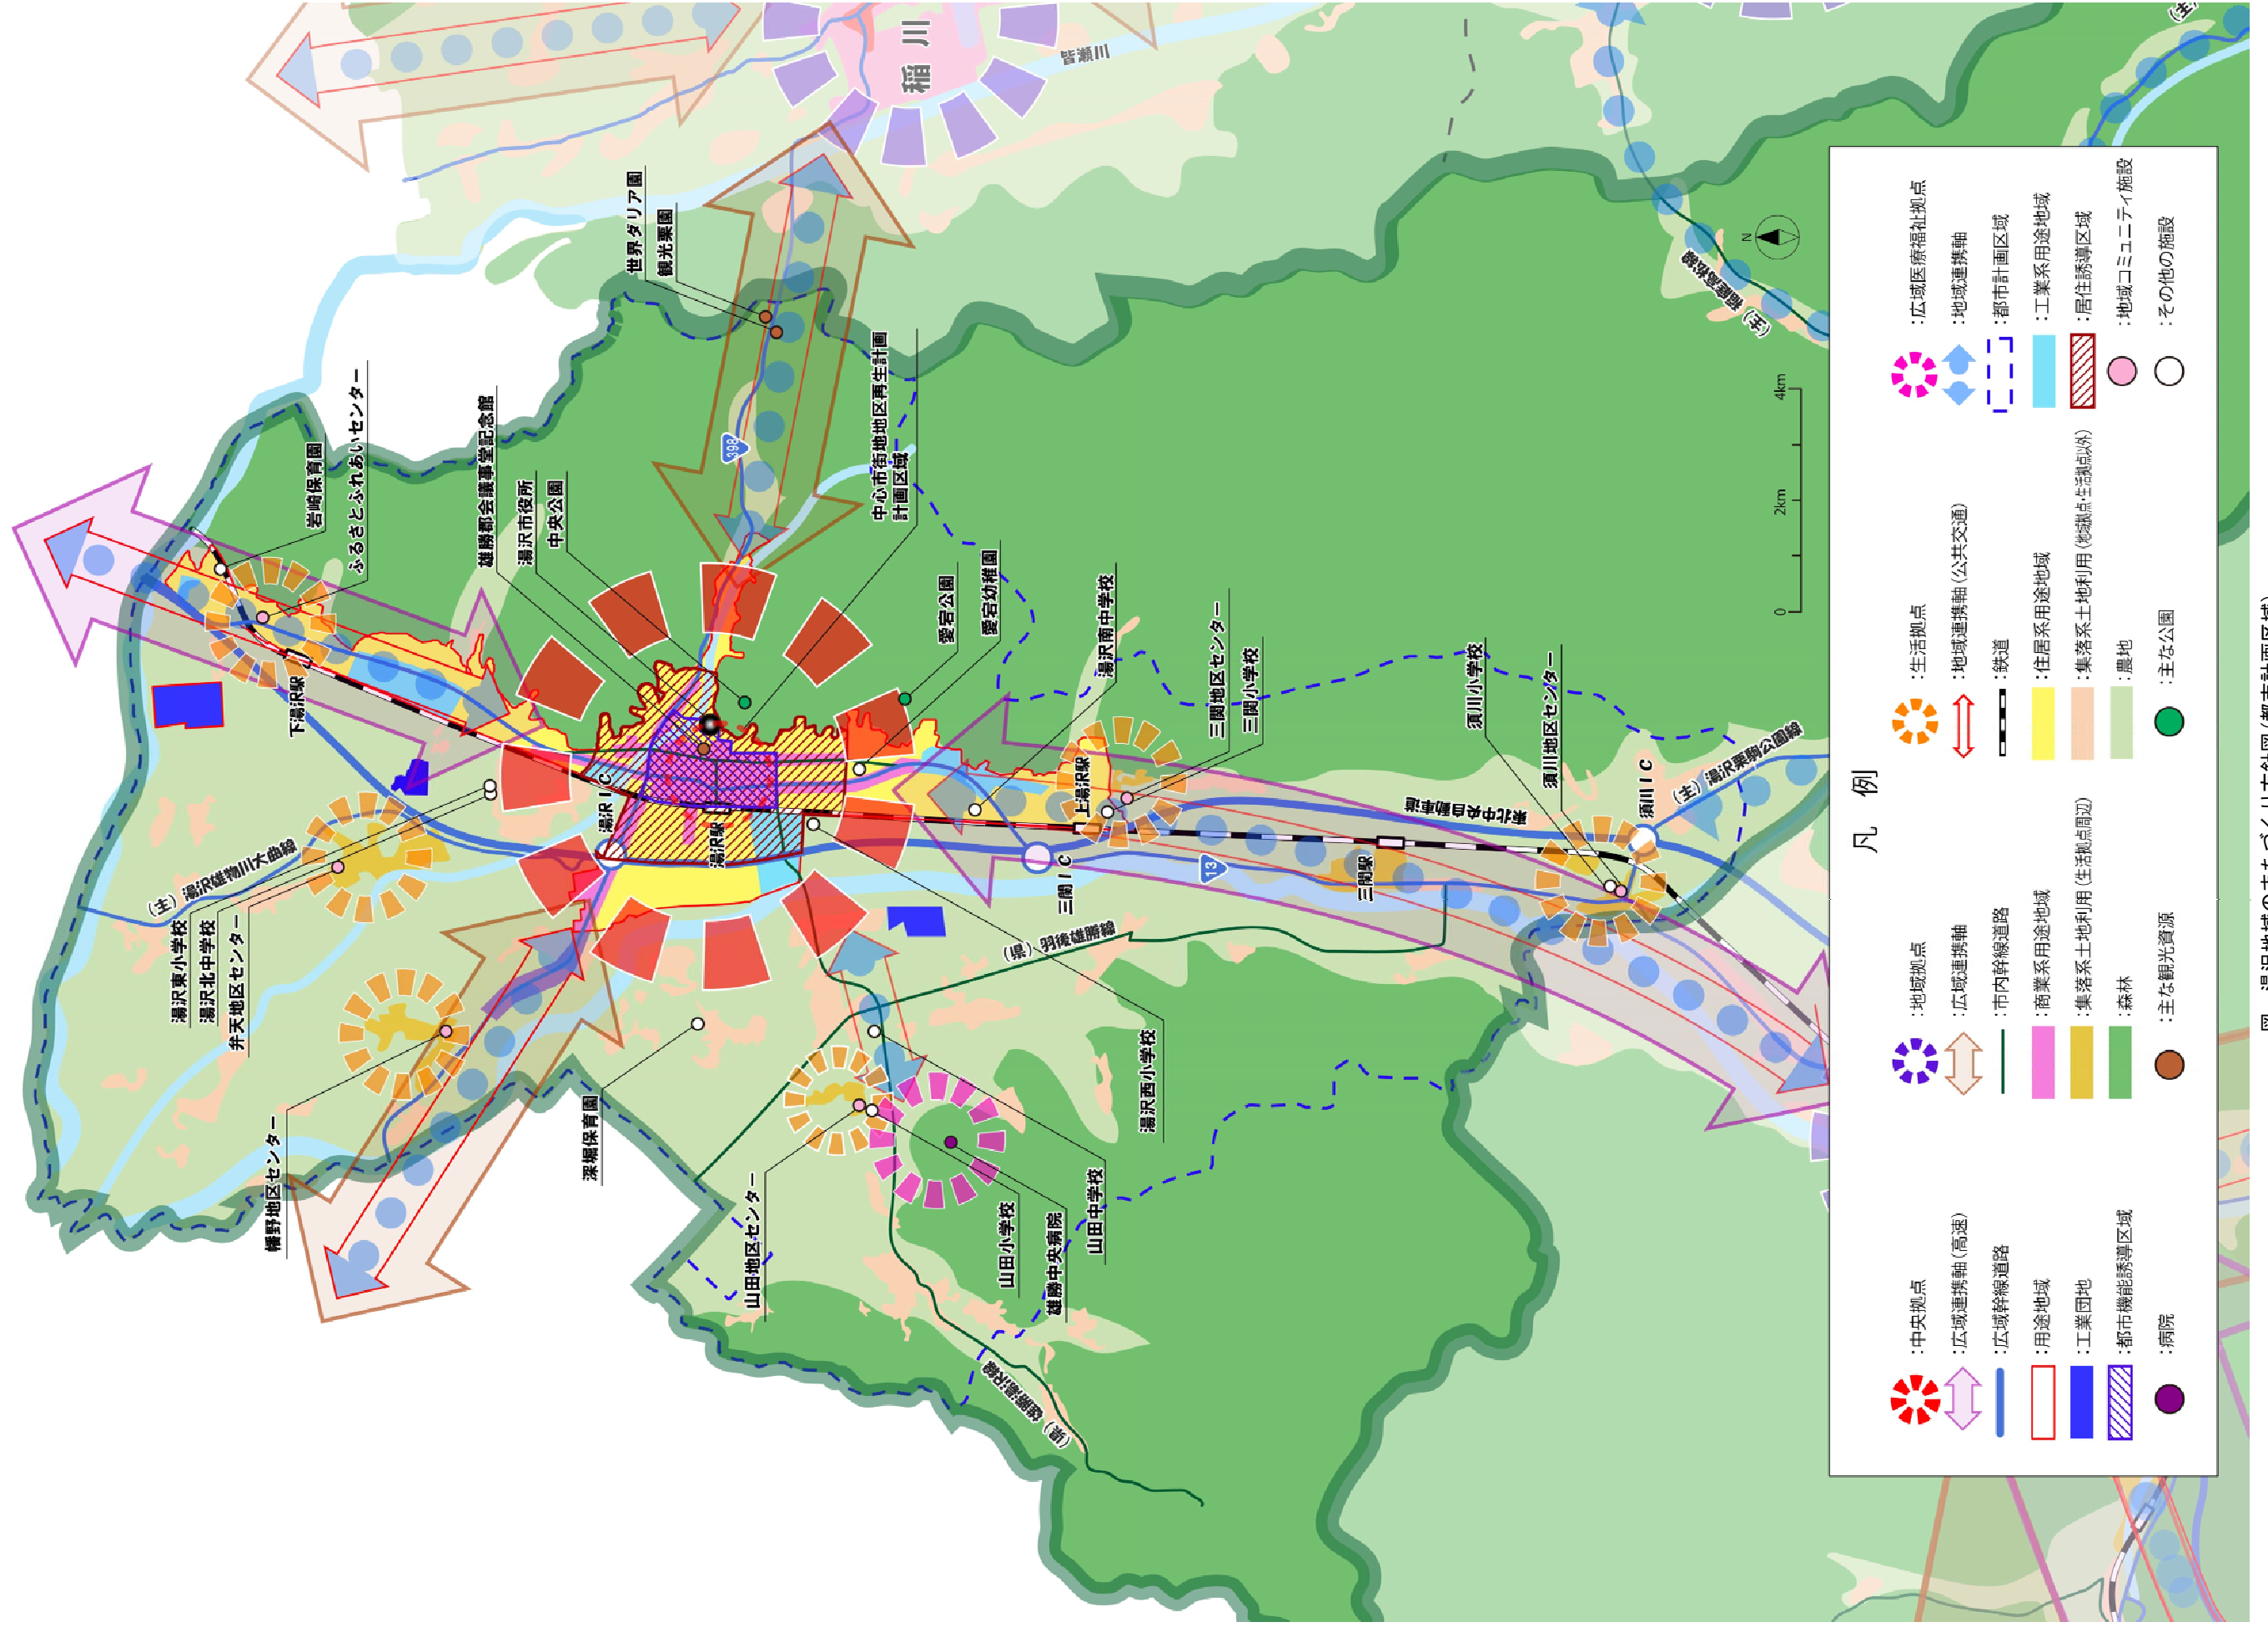 稲川
皆瀬川
世界ダリア園
観光栗園
岩崎保育園
ふるさとふれあいセンター
雄勝郡会議事堂記念館
湯沢市役所
中央公園
中心市街地地区再生計画
計画区域
398
下湯沢駅
愛宕公園
愛宕幼稚園
湯沢南中学校
三関地区センター
三関小学校
須川小学校
須川地区センター
(主) 湯沢雄物川大曲線
湯沢東小学校
湯沢北中学校
弁天地区センター
湯沢IC
湯沢駅
上湯沢駅
三関IC
東北中央自動車道
13
三関駅
須川IC
(主) 湯沢栗駒公園線
(主) 稲庭高松線
(主)
(県) 羽後雄勝線
幡野地区センター
深堀保育園
湯沢西小学校
山田地区センター
山田小学校
雄勝中央病院
山田中学校
(県) 雄勝湯沢線
N
0
2km
4km
凡例
:中央拠点
:地域拠点
:生活拠点
:広域医療福祉拠点
:広域連携軸(高速)
:広域連携軸
:地域連携軸(公共交通)
:地域連携軸
:広域幹線道路
:市内幹線道路
:鉄道
:都市計画区域
:用途地域
:商業系用途地域
:住居系用途地域
:工業系用途地域
:工業団地
:集落系土地利用(生活拠点周辺)
:集落系土地利用(地域拠点・生活拠点以外)
:居住誘導区域
:都市機能誘導区域
:森林
:農地
:地域コミュニティ施設
:病院
:主な観光資源
:主な公園
:その他の施設